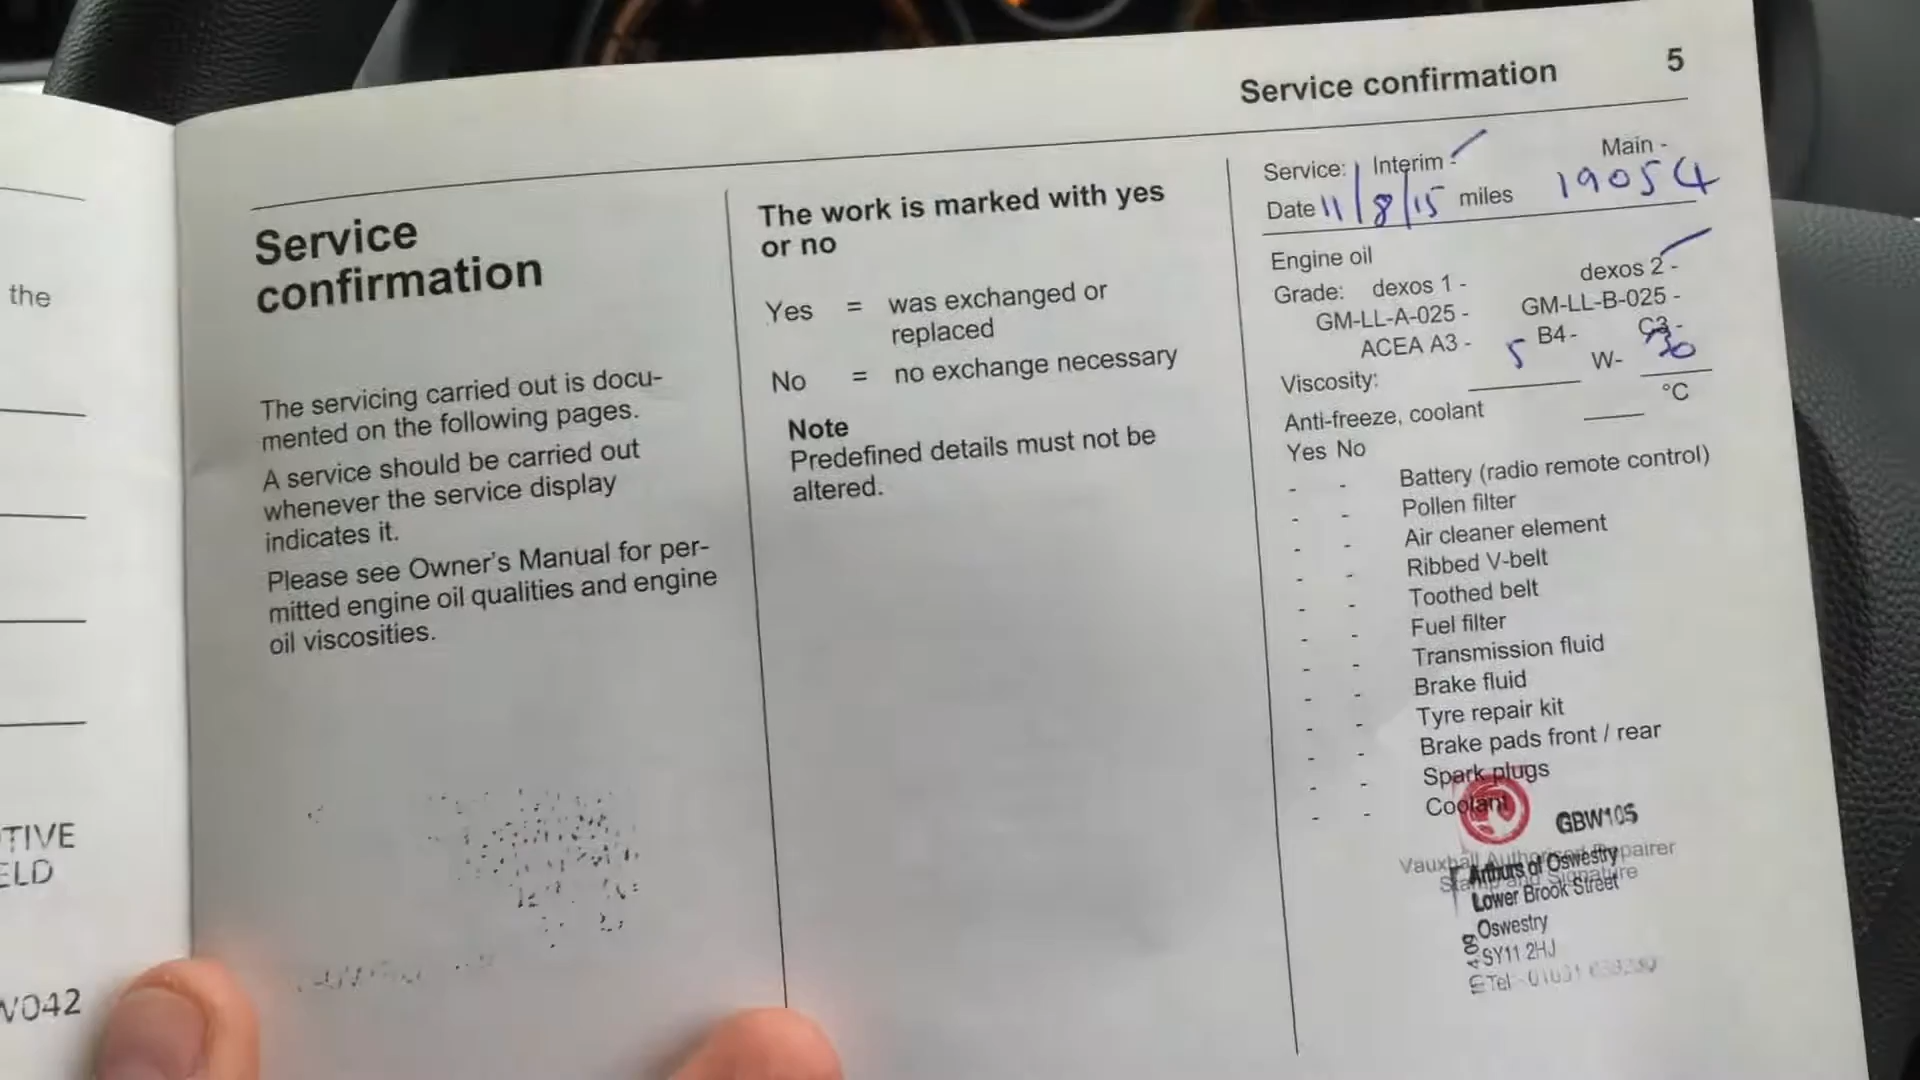 the
TIVE
ELD
W042
Service confirmation 5
Service
confirmation
The servicing carried out is docu-
mented on the following pages.
A service should be carried out
whenever the service display
indicates it.
Please see Owner's Manual for per-
mitted engine oil qualities and engine
oil viscosities.
The work is marked with yes
or no
Yes = was exchanged or
replaced
No = no exchange necessary
Note
Predefined details must not be
altered.
Service: Interim - Main -
Date 11/8/15 miles 19054
Engine oil
Grade: dexos 1 - dexos 2 -
GM-LL-A-025 - GM-LL-B-025 -
ACEA A3 - B4- C3 -
Viscosity: 5 W- 30
Anti-freeze, coolant °C
Yes No
- - Battery (radio remote control)
- - Pollen filter
- - Air cleaner element
- - Ribbed V-belt
- - Toothed belt
- - Fuel filter
- - Transmission fluid
- - Brake fluid
- - Tyre repair kit
- - Brake pads front / rear
- - Spark plugs
- - Coolant
GBW105
Vauxhall Authorised Repairer
Stamp and Signature
Arthurs of Oswestry
Lower Brook Street
Oswestry
SY11 2HJ
Tel